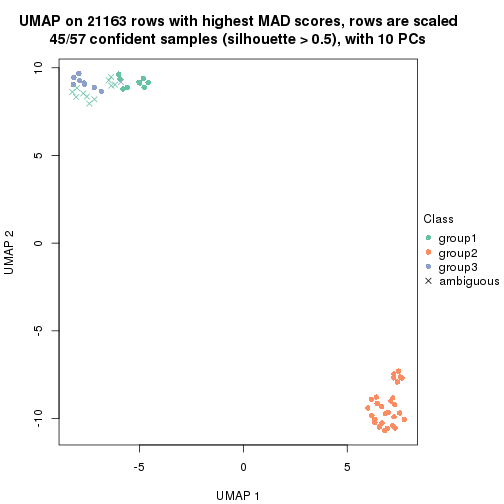 UMAP on 21163 rows with highest MAD scores, rows are scaled
45/57 confident samples (silhouette > 0.5), with 10 PCs
10
5
0
-5
-10
UMAP 2
-5
0
5
UMAP 1
Class
group1
group2
group3
ambiguous